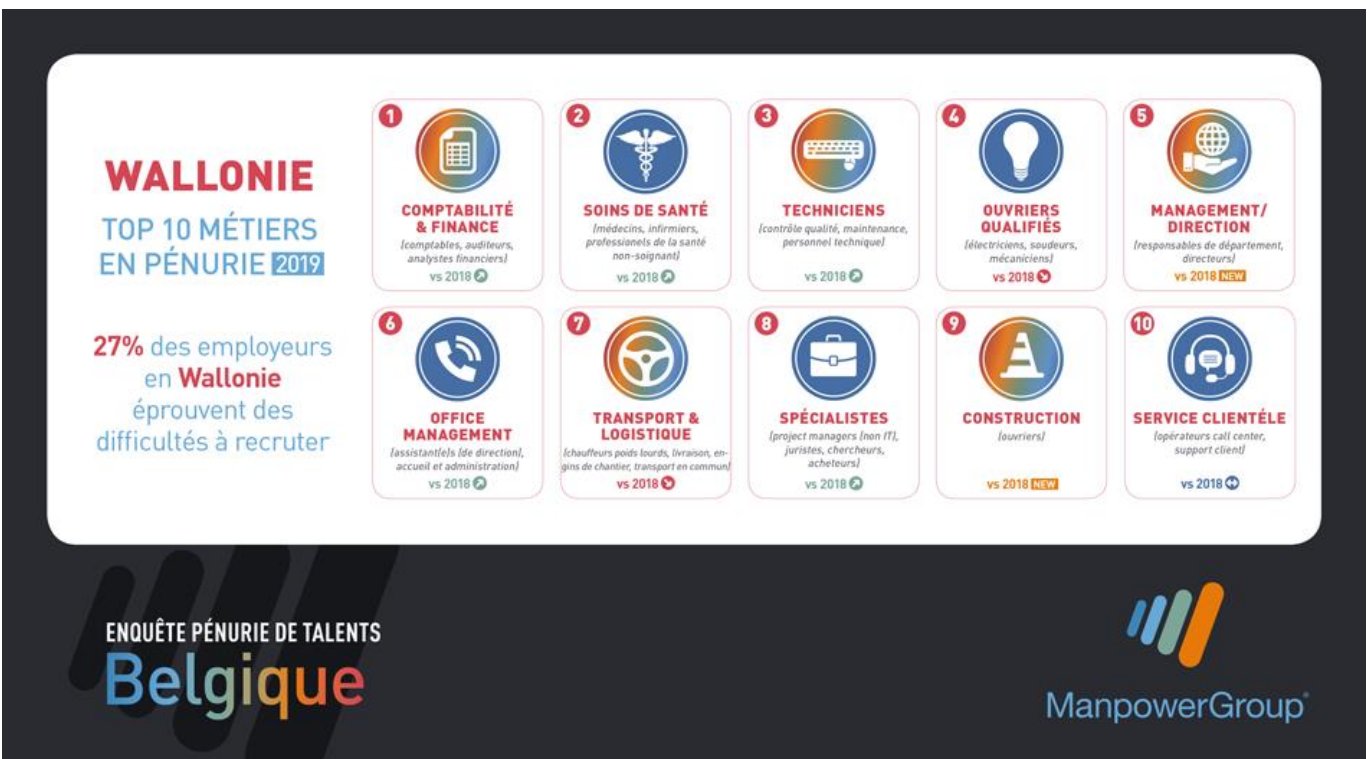 WALLONIE
TOP 10 MÉTIERS
EN PÉNURIE 2019
27% des employeurs
en Wallonie
éprouvent des
difficultés à recruter
1
COMPTABILITÉ
& FINANCE
(comptables, auditeurs,
analystes financiers)
vs 2018
2
SOINS DE SANTÉ
(médecins, infirmiers,
professionels de la santé
non-soignant)
vs 2018
3
TECHNICIENS
(contrôle qualité, maintenance,
personnel technique)
vs 2018
4
OUVRIERS
QUALIFIÉS
(électriciens, soudeurs,
mécaniciens)
vs 2018
5
MANAGEMENT/
DIRECTION
(responsables de département,
directeurs)
vs 2018 NEW
6
OFFICE
MANAGEMENT
(assistant(e)s (de direction),
accueil et administration)
vs 2018
7
TRANSPORT &
LOGISTIQUE
(chauffeurs poids lourds, livraison, en-
gins de chantier, transport en commun)
vs 2018
8
SPÉCIALISTES
(project managers (non IT),
juristes, chercheurs,
acheteurs)
vs 2018
9
CONSTRUCTION
(ouvriers)
vs 2018 NEW
10
SERVICE CLIENTÉLE
(opérateurs call center,
support client)
vs 2018
ENQUÊTE PÉNURIE DE TALENTS
Belgique
ManpowerGroup®